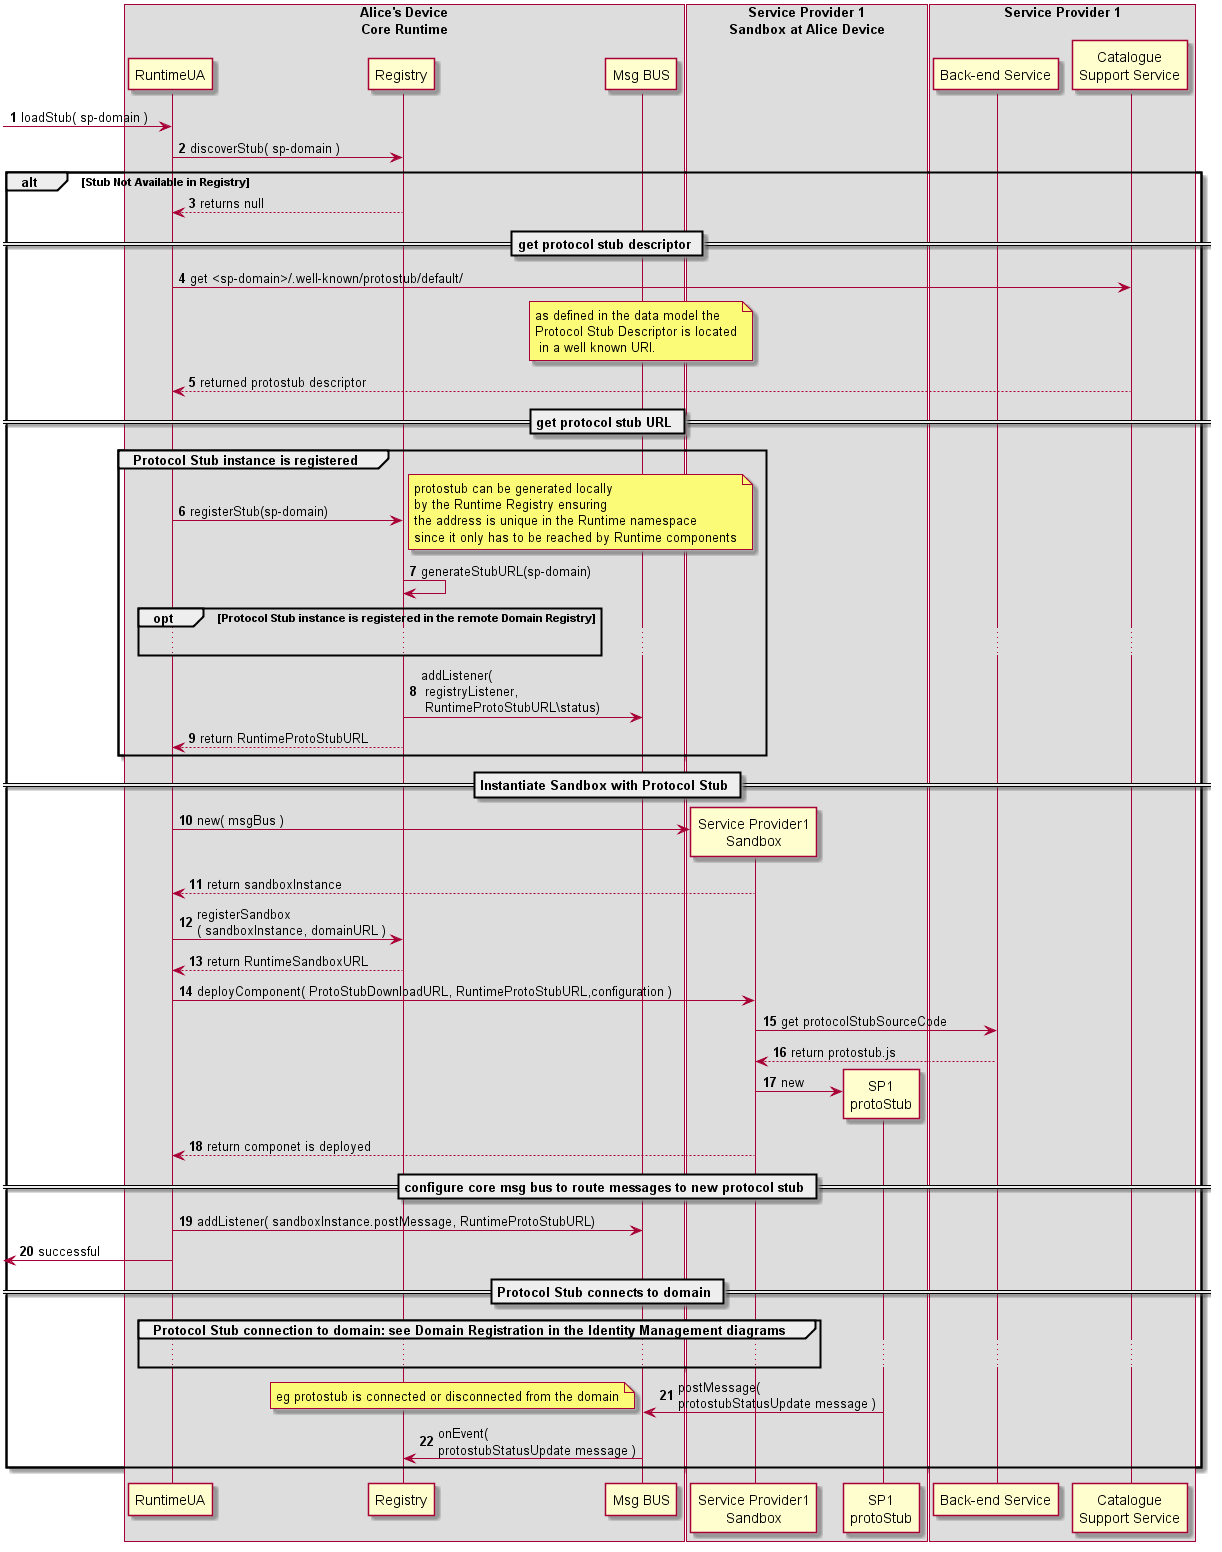 Alice's Device
Core Runtime
Service Provider 1
Sandbox at Alice Device
Service Provider 1
RuntimeUA
Registry
Msg BUS
Back-end Service
Catalogue
Support Service
1 loadStub( sp-domain )
2 discoverStub( sp-domain )
alt [Stub Not Available in Registry]
3 returns null
get protocol stub descriptor
4 get <sp-domain>/.well-known/protostub/default/
as defined in the data model the
Protocol Stub Descriptor is located
in a well known URI.
5 returned protostub descriptor
get protocol stub URL
Protocol Stub instance is registered
protostub can be generated locally
by the Runtime Registry ensuring
the address is unique in the Runtime namespace
since it only has to be reached by Runtime components
6 registerStub(sp-domain)
7 generateStubURL(sp-domain)
opt [Protocol Stub instance is registered in the remote Domain Registry]
addListener(
8 registryListener,
RuntimeProtoStubURL\status)
9 return RuntimeProtoStubURL
Instantiate Sandbox with Protocol Stub
10 new( msgBus )
Service Provider1
Sandbox
11 return sandboxInstance
12 registerSandbox
( sandboxInstance, domainURL )
13 return RuntimeSandboxURL
14 deployComponent( ProtoStubDownloadURL, RuntimeProtoStubURL,configuration )
15 get protocolStubSourceCode
16 return protostub.js
17 new
SP1
protoStub
18 return componet is deployed
configure core msg bus to route messages to new protocol stub
19 addListener( sandboxInstance.postMessage, RuntimeProtoStubURL)
20 successful
Protocol Stub connects to domain
Protocol Stub connection to domain: see Domain Registration in the Identity Management diagrams
eg protostub is connected or disconnected from the domain
21 postMessage(
protostubStatusUpdate message )
22 onEvent(
protostubStatusUpdate message )
RuntimeUA
Registry
Msg BUS
Service Provider1
Sandbox
SP1
protoStub
Back-end Service
Catalogue
Support Service